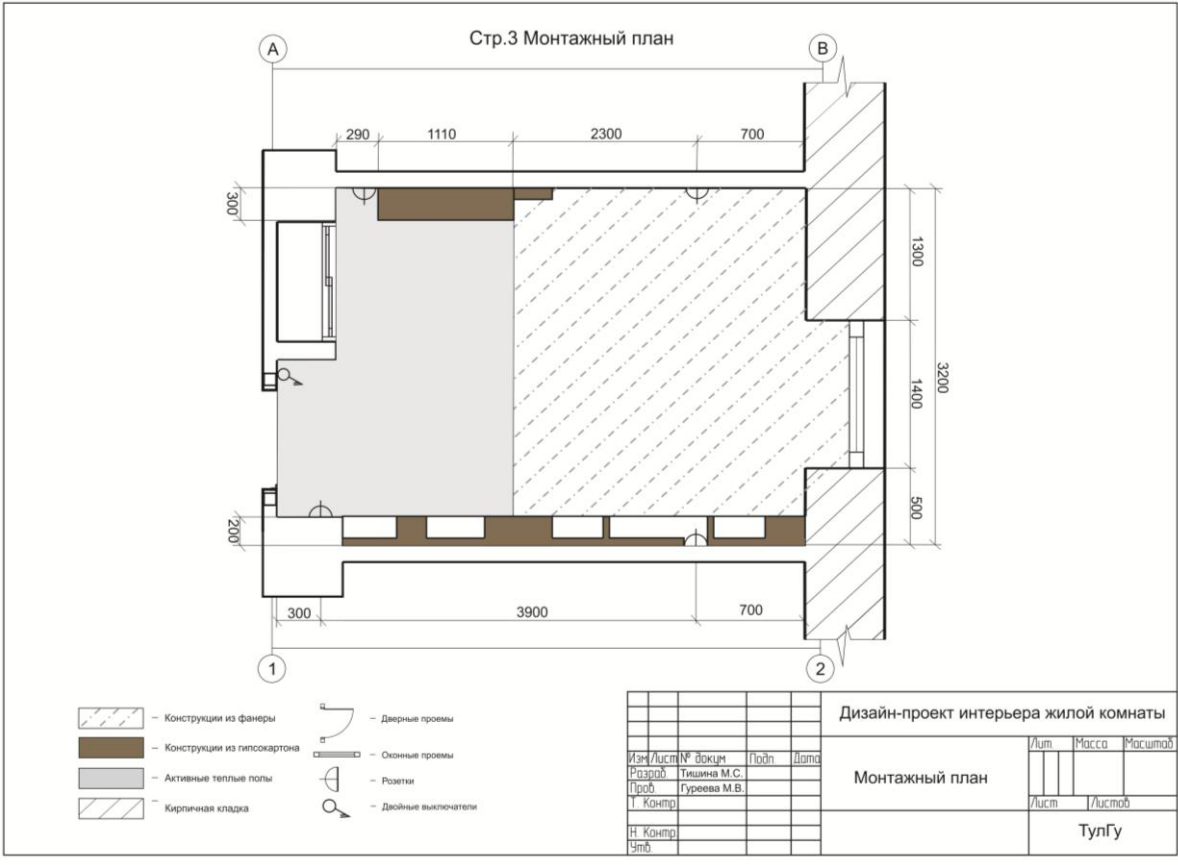 Стр.3 Монтажный план
А
В
290
1110
2300
700
300
1300
3200
1400
500
200
300
3900
700
1
2
– Конструкции из фанеры
– Конструкции из гипсокартона
– Активные теплые полы
– Кирпичная кладка
– Дверные проемы
– Оконные проемы
– Розетки
– Двойные выключатели
Дизайн-проект интерьера жилой комнаты
Изм Лист № докум Подп Дата
Разраб. Тишина М.С.
Пров. Гуреева М.В.
Т. Контр.
Н. Контр.
Утв.
Монтажный план
Лит. Масса Масштаб
Лист Листов
ТулГу